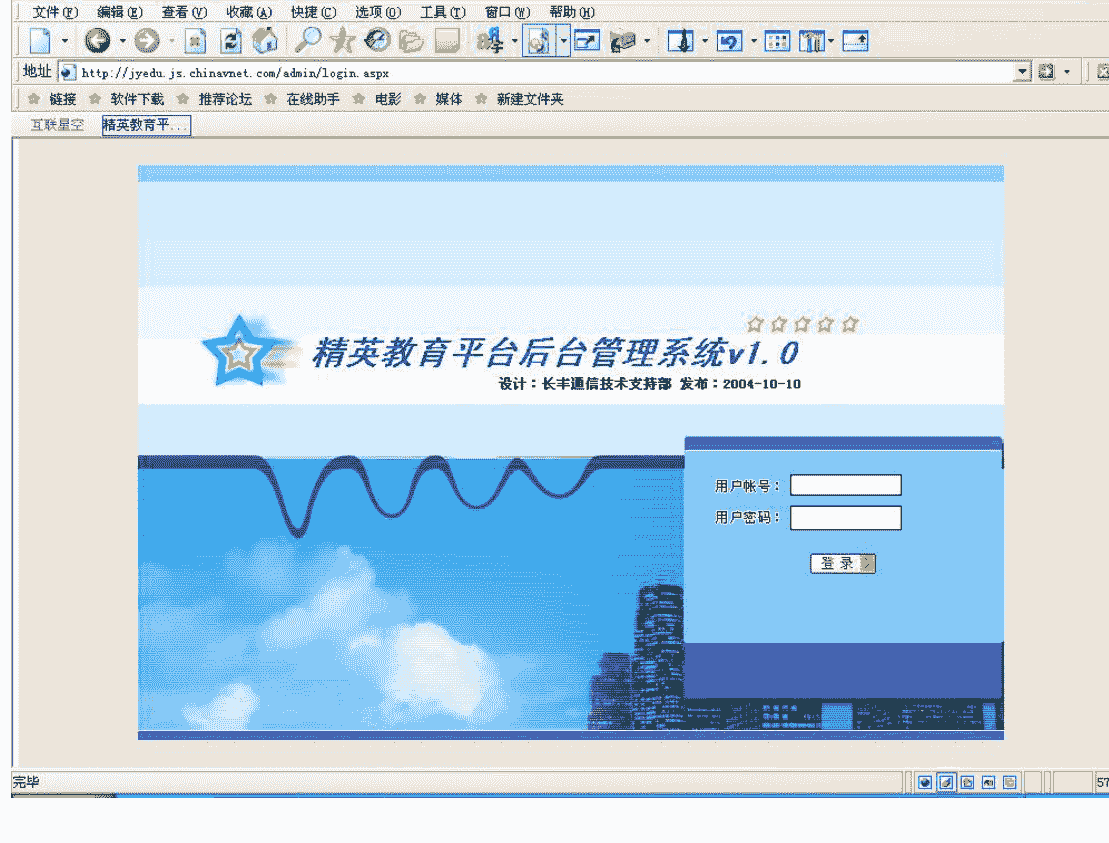 文件(F) 编辑(E) 查看(V) 收藏(A) 快捷(C) 选项(O) 工具(T) 窗口(W) 帮助(H)
地址 http://jyedu.js.chinavnet.com/admin/login.aspx
链接 软件下载 推荐论坛 在线助手 电影 媒体 新建文件夹
互联星空 精英教育平...
精英教育平台后台管理系统v1.0
设计：长丰通信技术支持部 发布：2004-10-10
用户帐号：
用户密码：
登 录
完毕
57